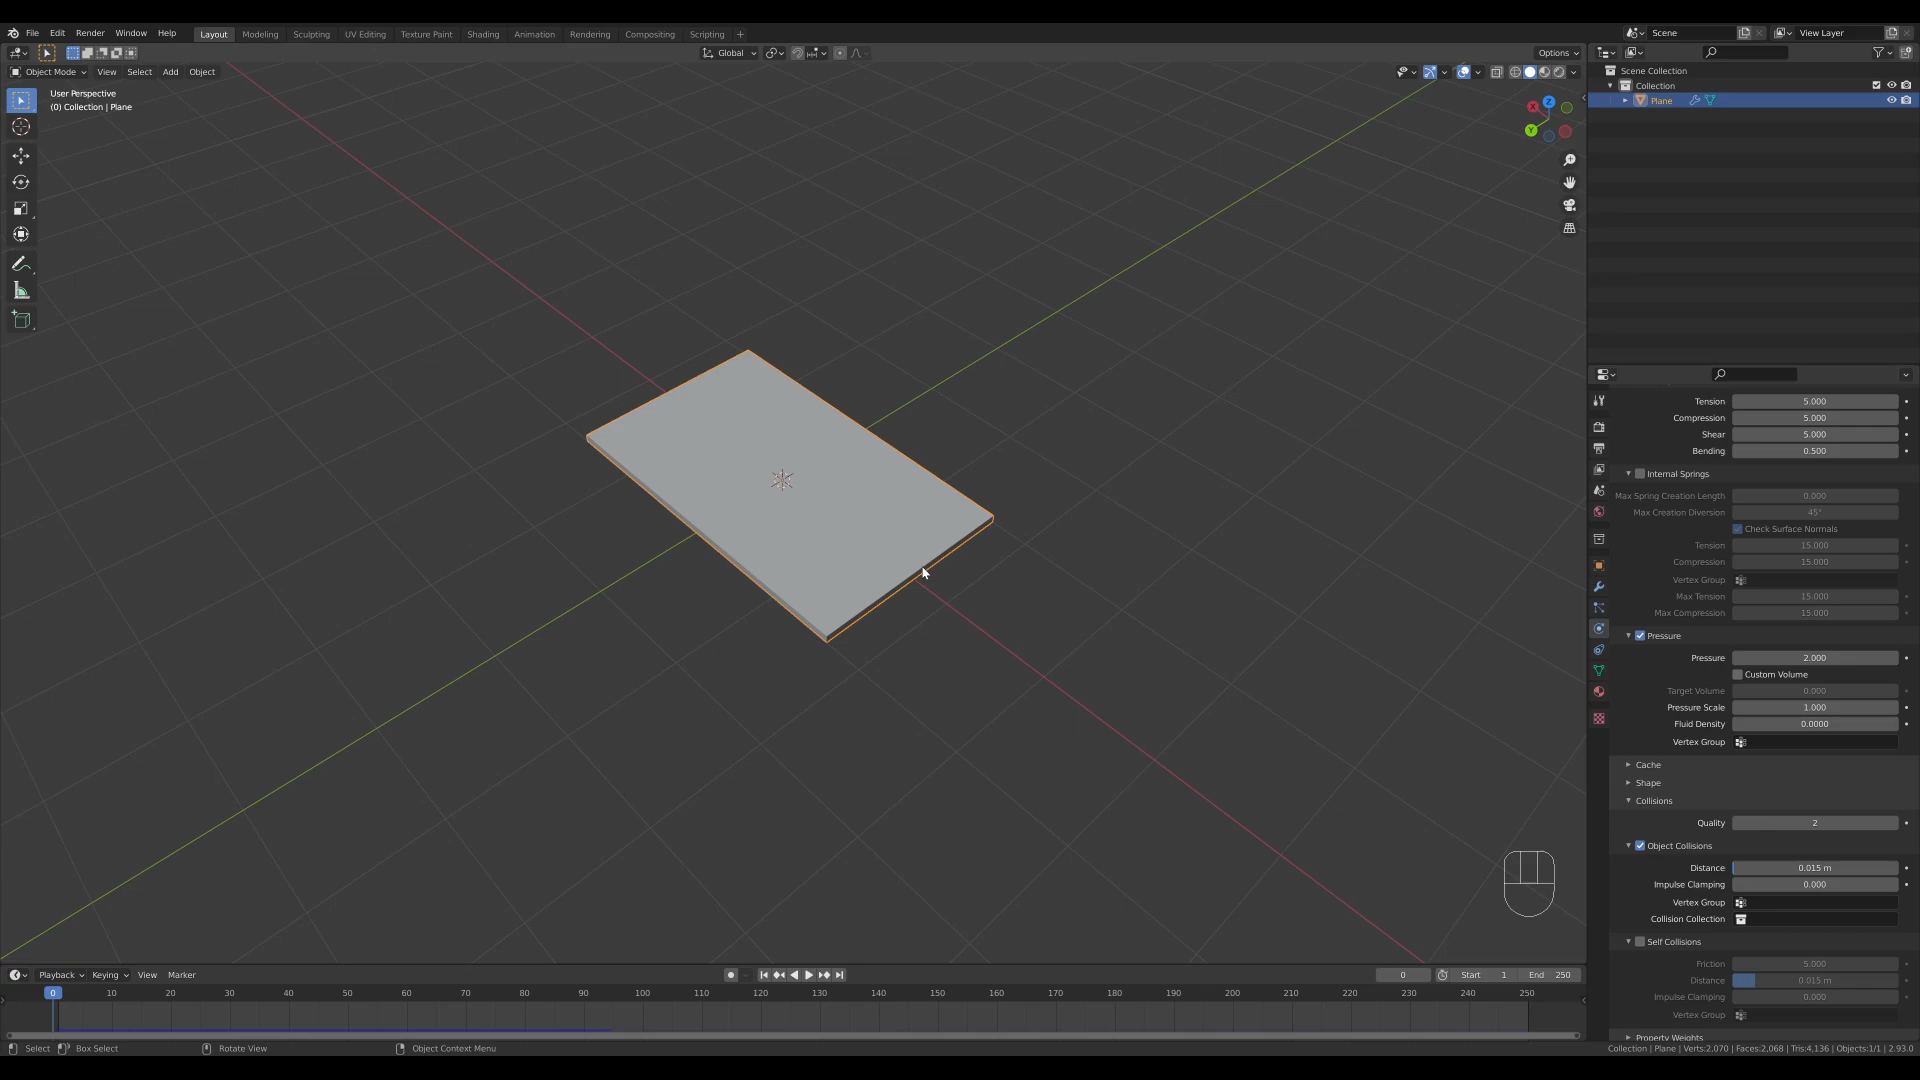 File Edit Render Window Help Layout Modeling Sculpting UV Editing Texture Paint Shading Animation Rendering Compositing Scripting + Scene View Layer
Global Options
Object Mode View Select Add Object
User Perspective
(0) Collection | Plane
X Z Y
Scene Collection
Collection
Plane
Tension 5.000
Compression 5.000
Shear 5.000
Bending 0.500
Internal Springs
Max Spring Creation Length 0.000
Max Creation Diversion 45°
Check Surface Normals
Tension 15.000
Compression 15.000
Vertex Group
Max Tension 15.000
Max Compression 15.000
Pressure
Pressure 2.000
Custom Volume
Target Volume 0.000
Pressure Scale 1.000
Fluid Density 0.0000
Vertex Group
Cache
Shape
Collisions
Quality 2
Object Collisions
Distance 0.015 m
Impulse Clamping 0.000
Vertex Group
Collision Collection
Self Collisions
Friction 5.000
Distance 0.015 m
Impulse Clamping 0.000
Vertex Group
Property Weights
Playback Keying View Marker 0 Start 1 End 250
0 10 20 30 40 50 60 70 80 90 100 110 120 130 140 150 160 170 180 190 200 210 220 230 240 250
Select Box Select Rotate View Object Context Menu Collection | Plane | Verts:2,070 | Faces:2,068 | Tris:4,136 | Objects:1/1 | 2.93.0